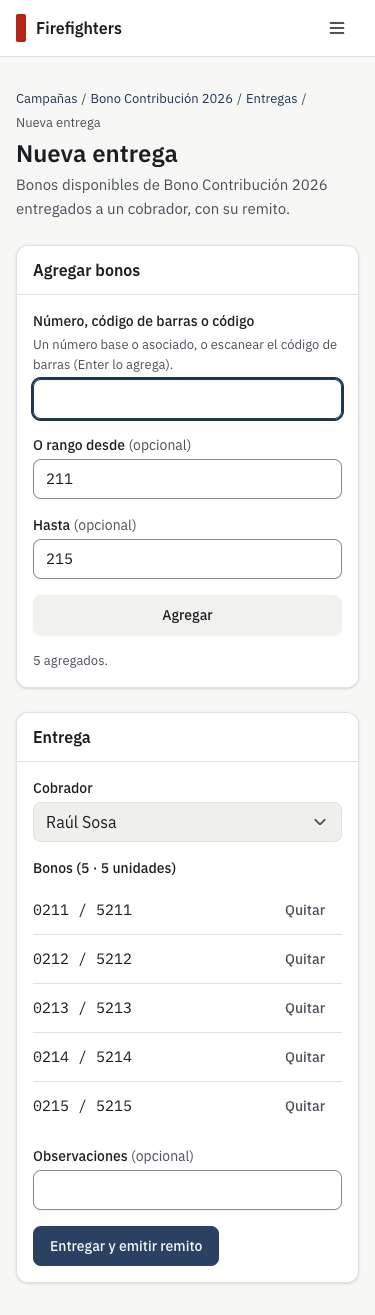 Firefighters
Campañas / Bono Contribución 2026 / Entregas /
Nueva entrega
Nueva entrega
Bonos disponibles de Bono Contribución 2026
entregados a un cobrador, con su remito.
Agregar bonos
Número, código de barras o código
Un número base o asociado, o escanear el código de
barras (Enter lo agrega).
O rango desde (opcional)
211
Hasta (opcional)
215
Agregar
5 agregados.
Entrega
Cobrador
Raúl Sosa
Bonos (5 · 5 unidades)
0211 / 5211 Quitar
0212 / 5212 Quitar
0213 / 5213 Quitar
0214 / 5214 Quitar
0215 / 5215 Quitar
Observaciones (opcional)
Entregar y emitir remito